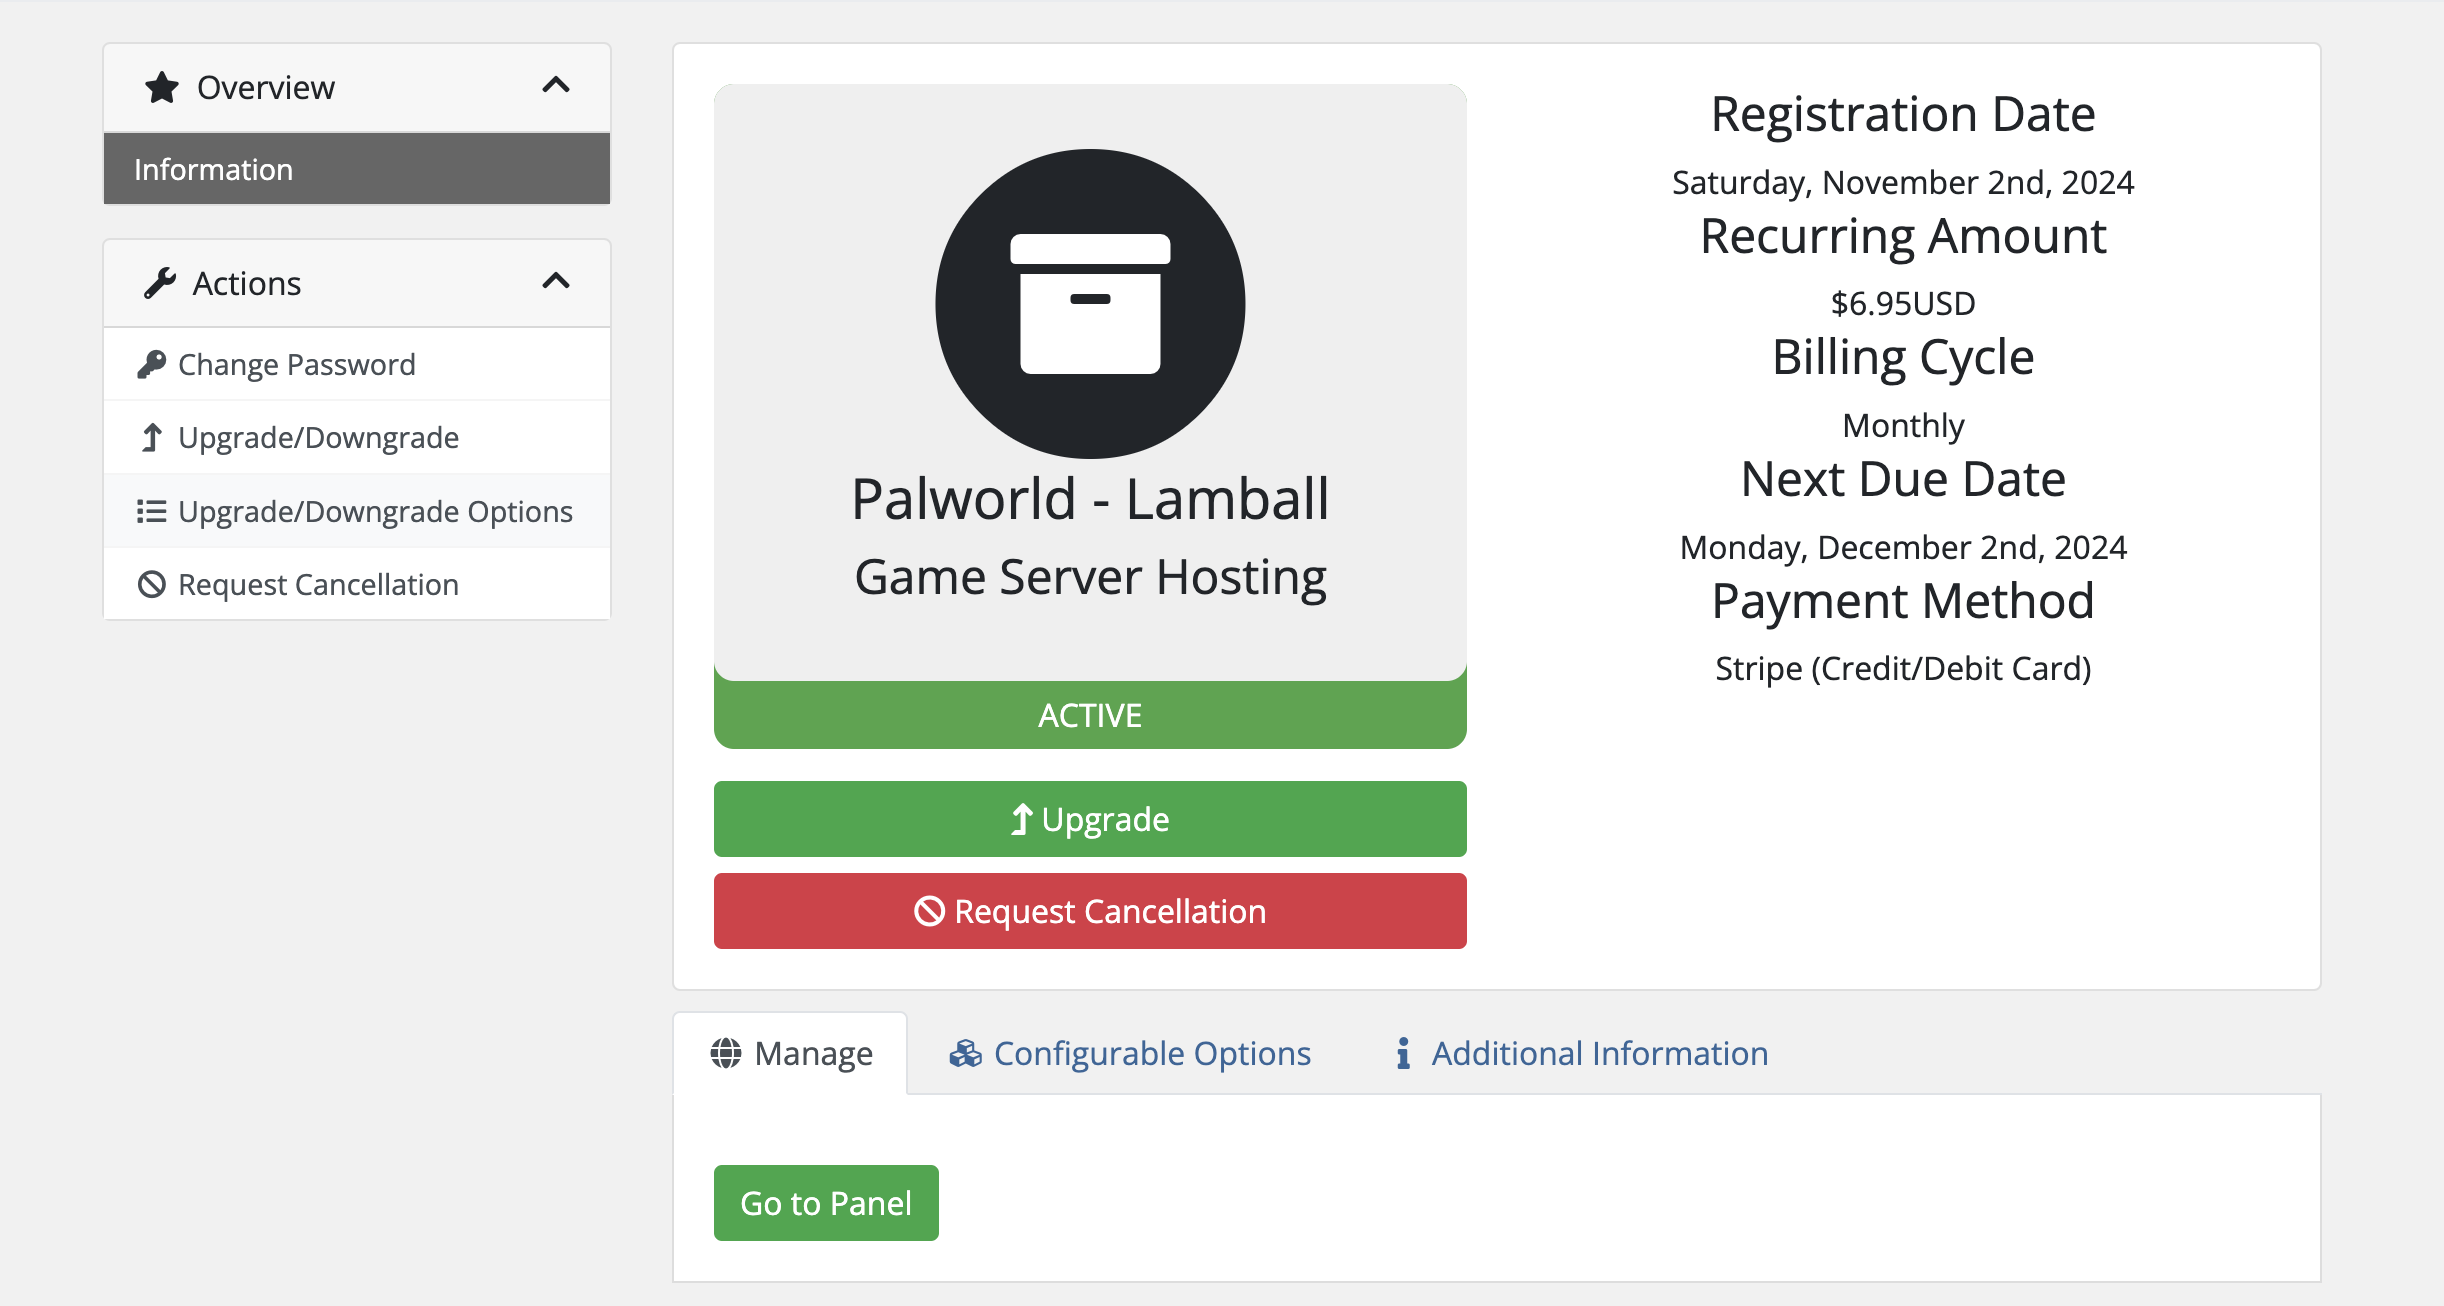 Overview
Information
Actions
Change Password
Upgrade/Downgrade
Upgrade/Downgrade Options
Request Cancellation
Palworld - Lamball
Game Server Hosting
ACTIVE
Upgrade
Request Cancellation
Registration Date
Saturday, November 2nd, 2024
Recurring Amount
$6.95USD
Billing Cycle
Monthly
Next Due Date
Monday, December 2nd, 2024
Payment Method
Stripe (Credit/Debit Card)
Manage
Configurable Options
Additional Information
Go to Panel